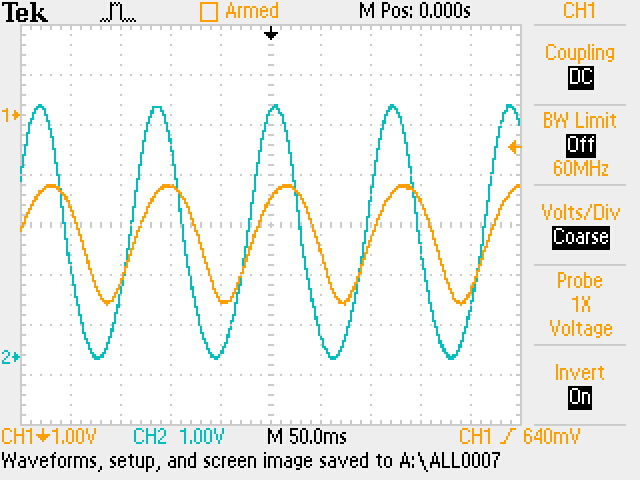 Tek Armed M Pos: 0.000s CH1
Coupling
DC
BW Limit
Off
60MHz
Volts/Div
Coarse
Probe
1X
Voltage
Invert
On
1
2
CH1 1.00V CH2 1.00V M 50.0ms CH1 640mV
Waveforms, setup, and screen image saved to A:\ALL0007